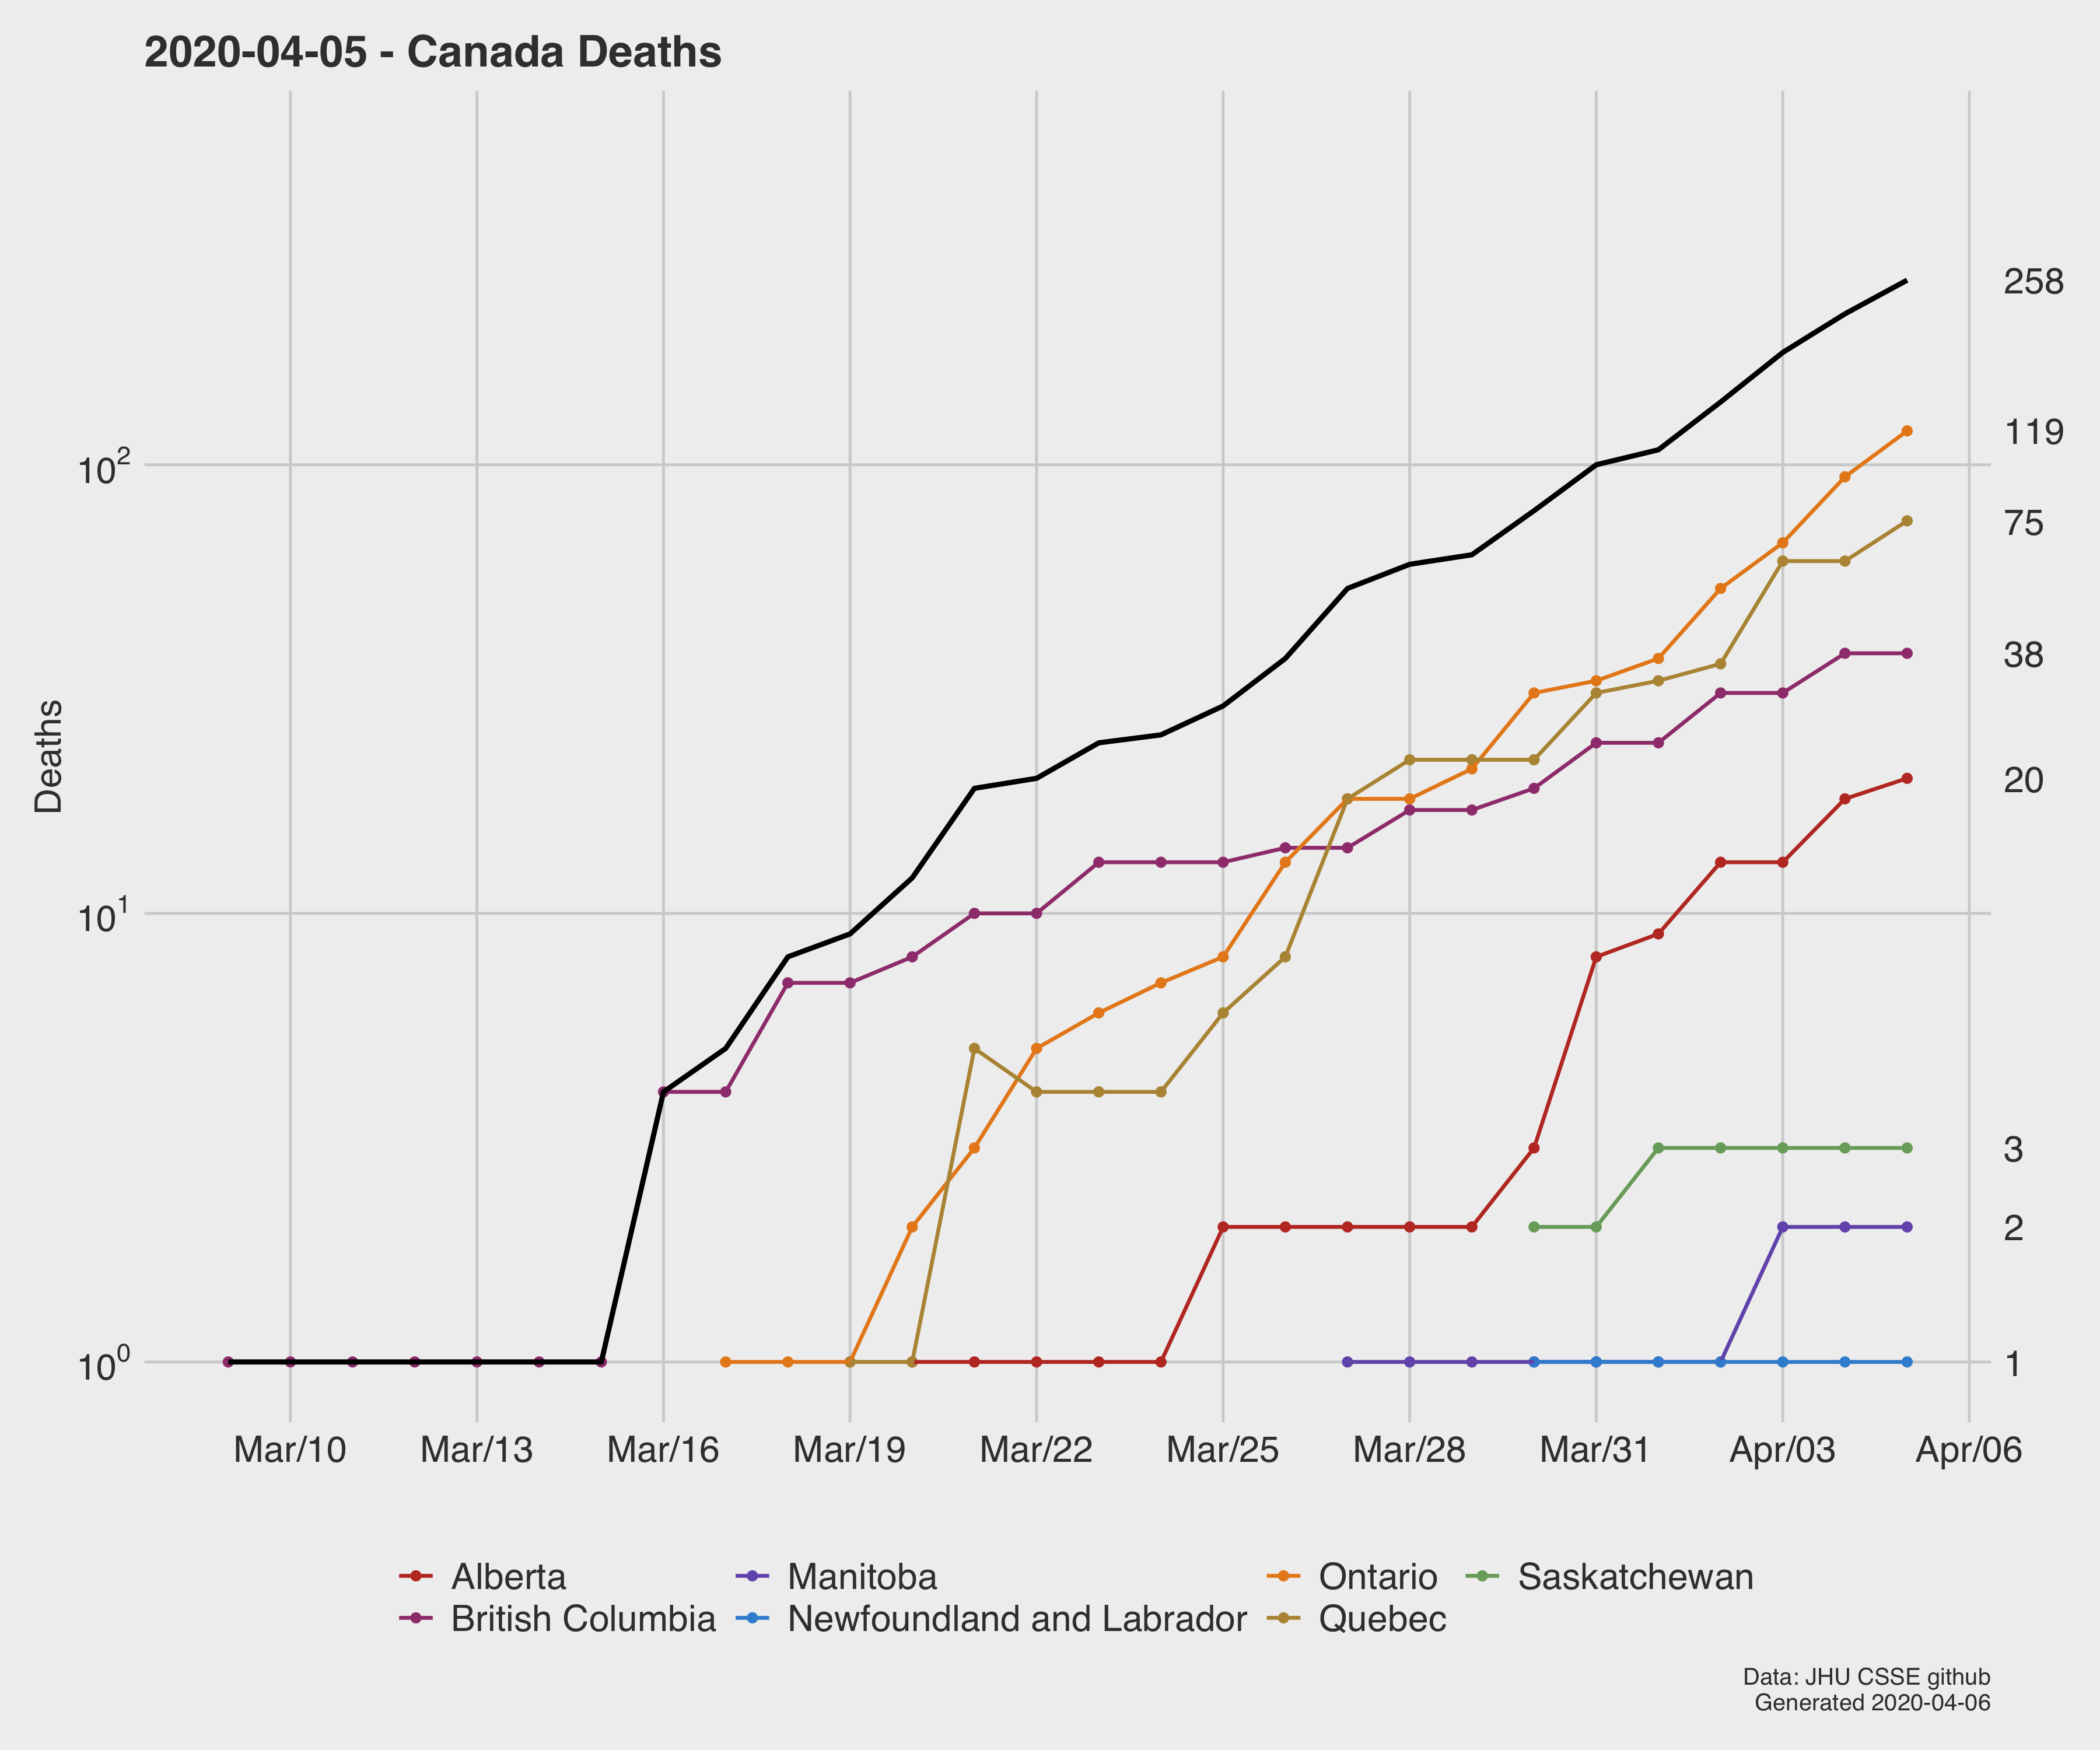 2020-04-05 - Canada Deaths
258
119
10²
75
38
Deaths
20
10¹
3
2
10⁰
1
Mar/10 Mar/13 Mar/16 Mar/19 Mar/22 Mar/25 Mar/28 Mar/31 Apr/03 Apr/06
Alberta Manitoba Ontario Saskatchewan
British Columbia Newfoundland and Labrador Quebec
Data: JHU CSSE github
Generated 2020-04-06